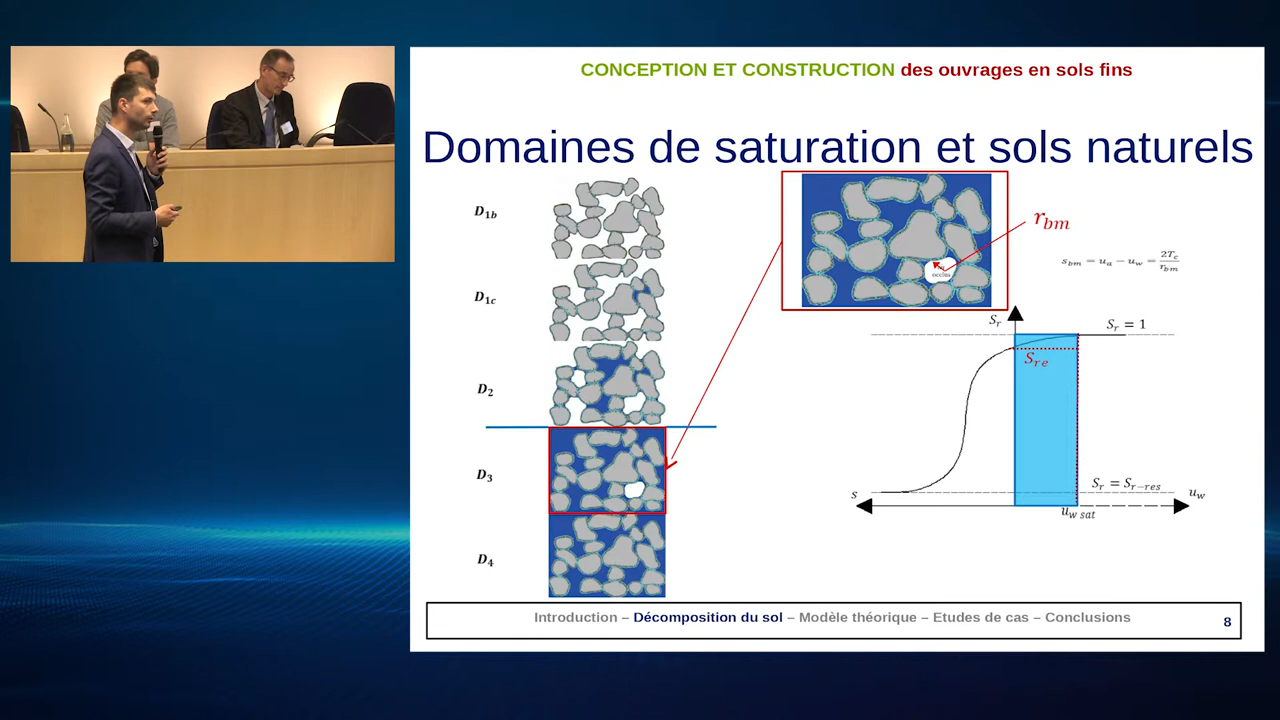 CONCEPTION ET CONSTRUCTION des ouvrages en sols fins
Domaines de saturation et sols naturels
D₁b
D₁c
D₂
D₃
D₄
r_bm
occlus
s_bm = u_a − u_w = 2T_c / r_bm
S_r
S_r = 1
S_re
S_r = S_r−res
s
u_w
u_w sat
Introduction – Décomposition du sol – Modèle théorique – Etudes de cas – Conclusions
8